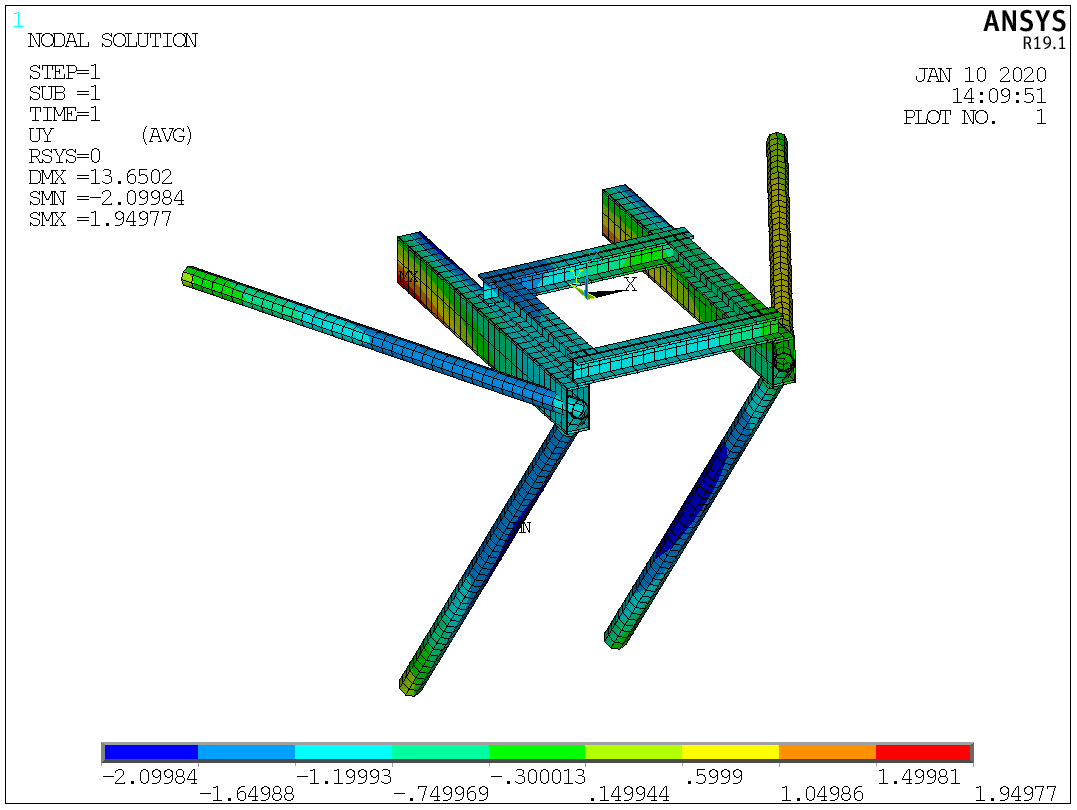 1
NODAL SOLUTION
STEP=1
SUB =1
TIME=1
UY (AVG)
RSYS=0
DMX =13.6502
SMN =-2.09984
SMX =1.94977
ANSYS
R19.1
JAN 10 2020
14:09:51
PLOT NO. 1
MX
Y
X
MN
-2.09984 -1.19993 -.300013 .5999 1.49981
-1.64988 -.749969 .149944 1.04986 1.94977